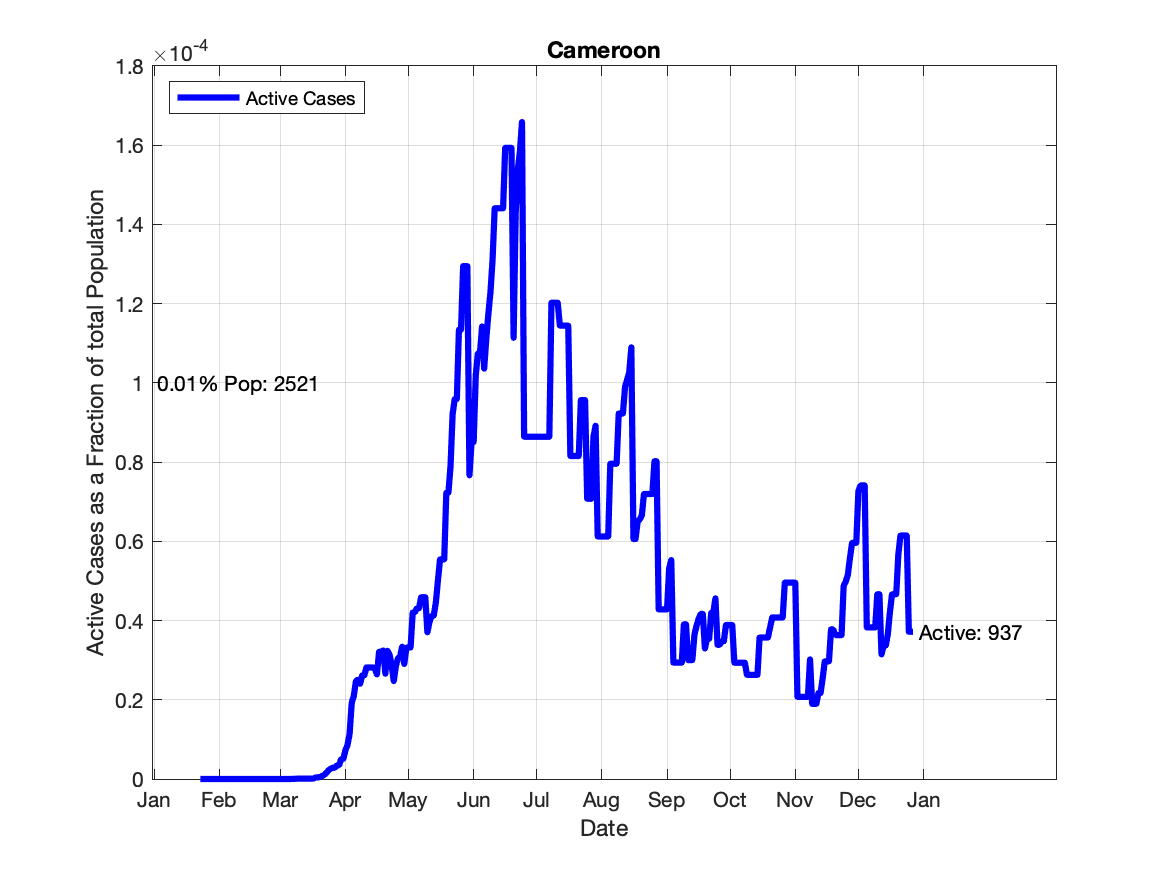 Cameroon
×10-4
Active Cases
1.8
1.6
1.4
1.2
1
0.8
0.6
0.4
0.2
0
0.01% Pop: 2521
Active: 937
Active Cases as a Fraction of total Population
Jan Feb Mar Apr May Jun Jul Aug Sep Oct Nov Dec Jan
Date